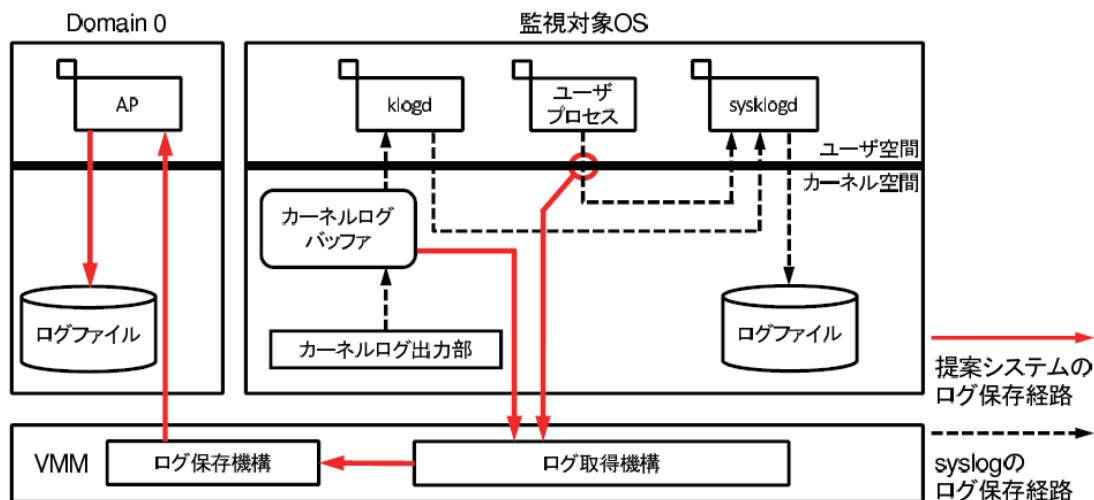 Domain 0
監視対象OS
AP
klogd
ユーザ
プロセス
sysklogd
ユーザ空間
カーネル空間
カーネルログ
バッファ
ログファイル
カーネルログ出力部
ログファイル
提案システムの
ログ保存経路
VMM
ログ保存機構
ログ取得機構
syslogの
ログ保存経路